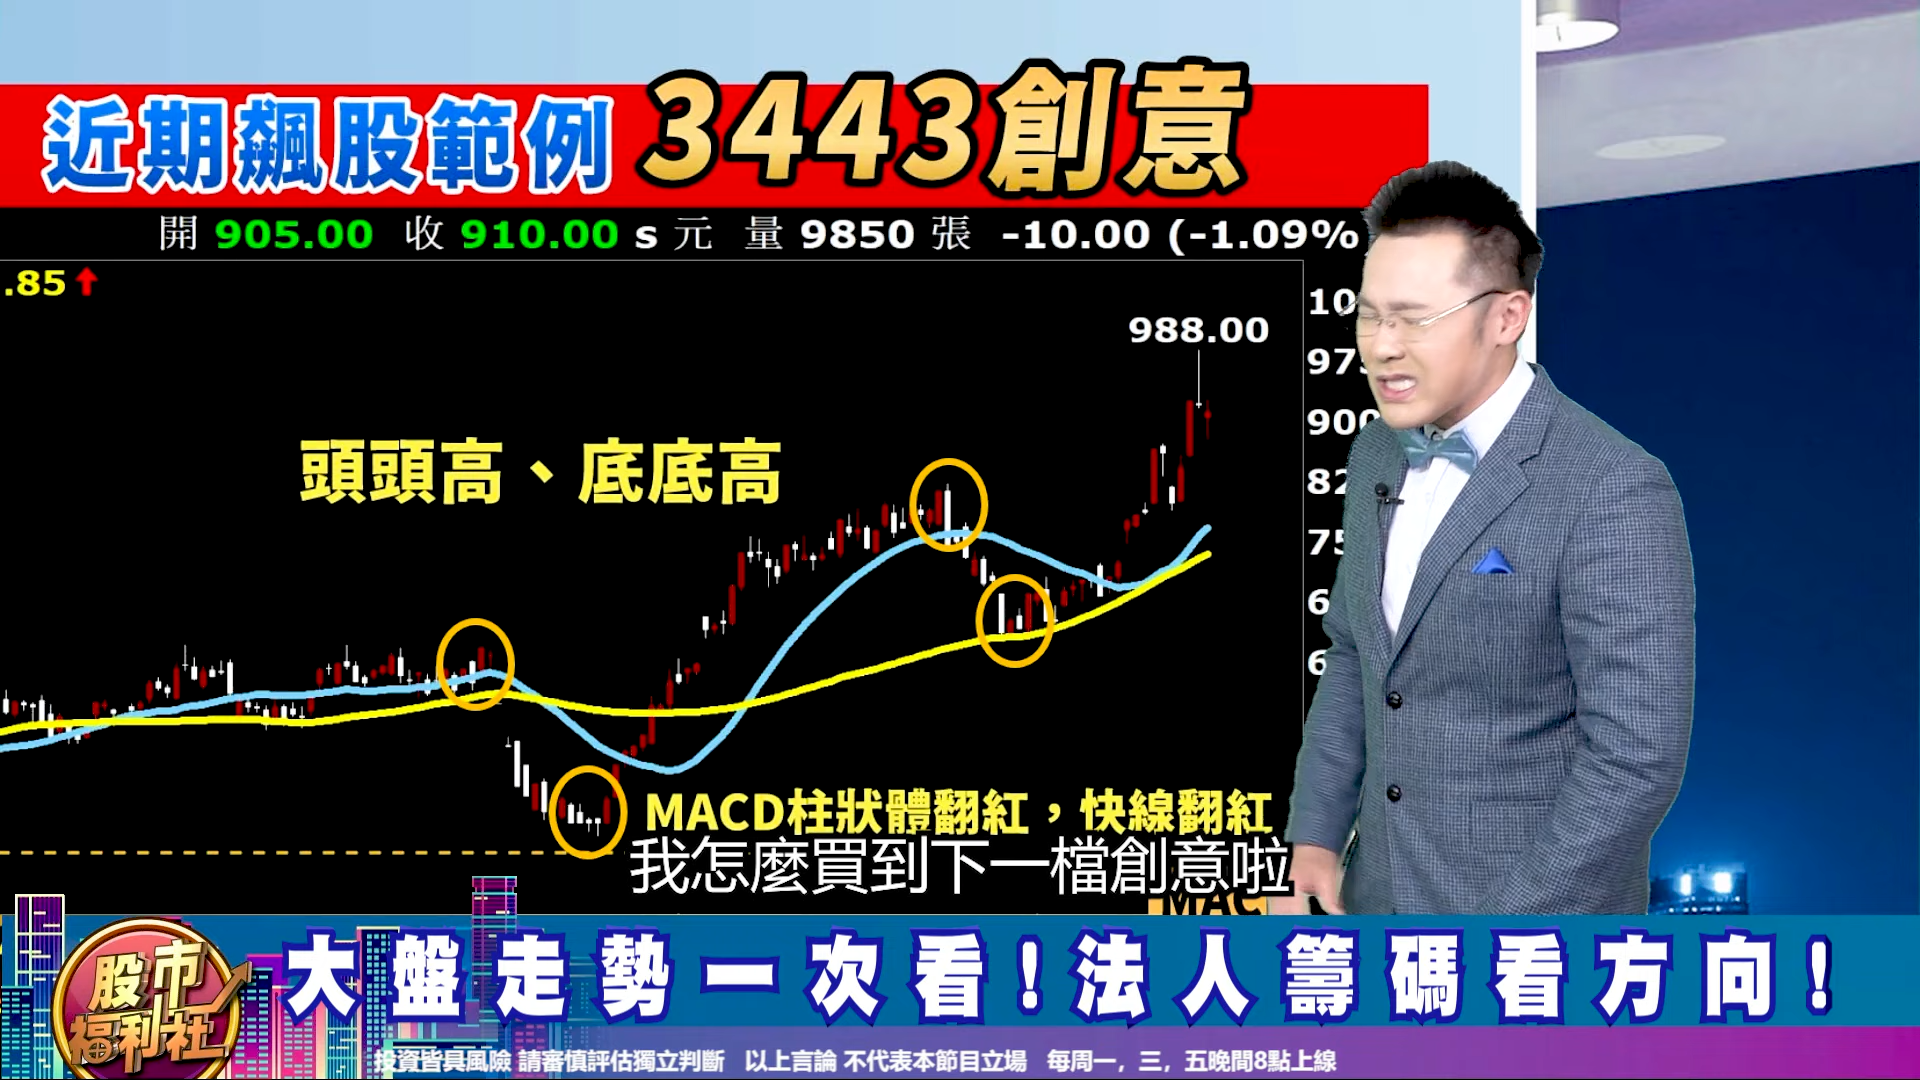 近期飆股範例 3443創意
開 905.00 收 910.00 s 元 量 9850 張 -10.00 (-1.09%
.85
988.00
頭頭高、底底高
MACD柱狀體翻紅，快線翻紅
我怎麼買到下一檔創意啦
大盤走勢一次看!法人籌碼看方向!
股市
福利社
投資皆具風險 請審慎評估獨立判斷 以上言論 不代表本節目立場 每周一，三，五晚間8點上線